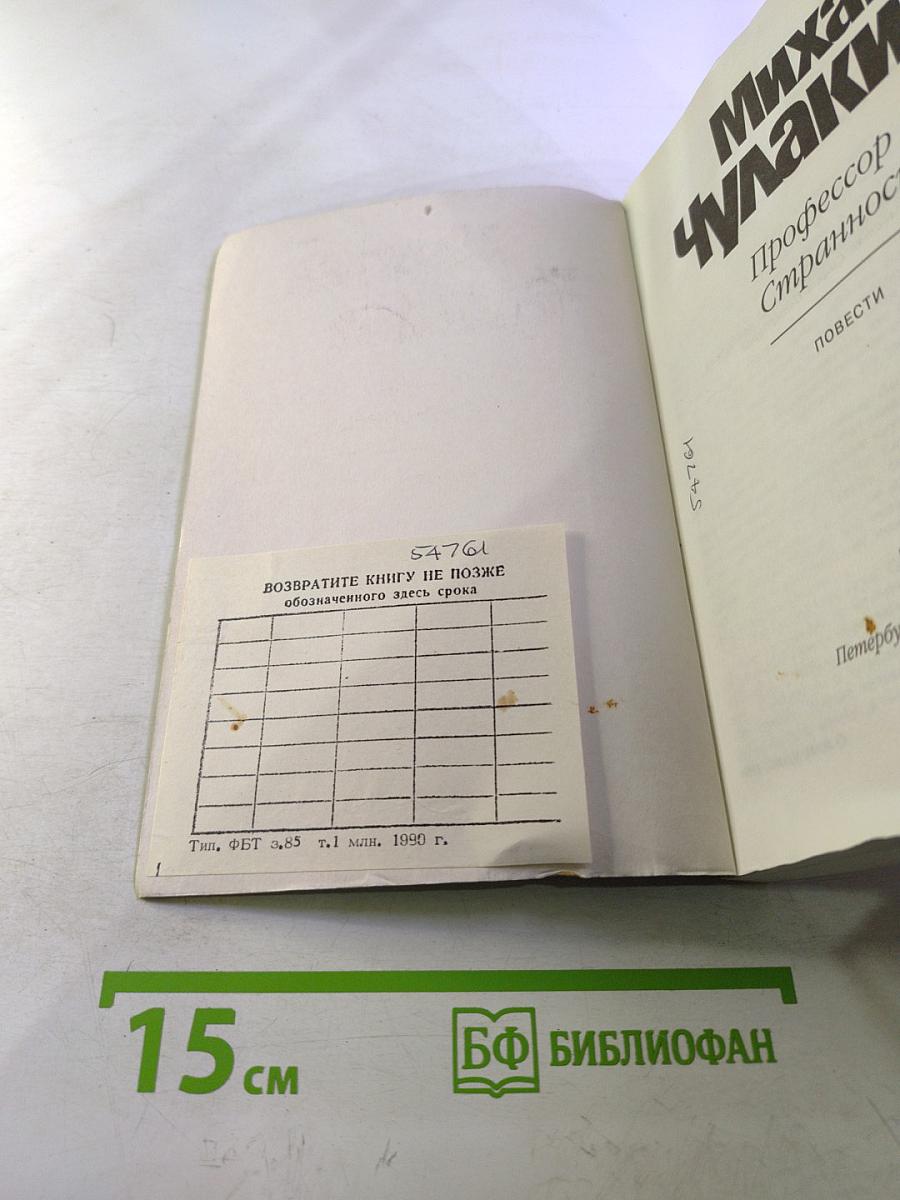 54761
ВОЗВРАТИТЕ КНИГУ НЕ ПОЗЖЕ
обозначенного здесь срока
Тип. ФБТ з.85 т.1 млн. 1990 г.
Миха
Чулаки
Профессор
Странност
ПОВЕСТИ
54761
Петербу
15 см
БФ БИБЛИОФАН